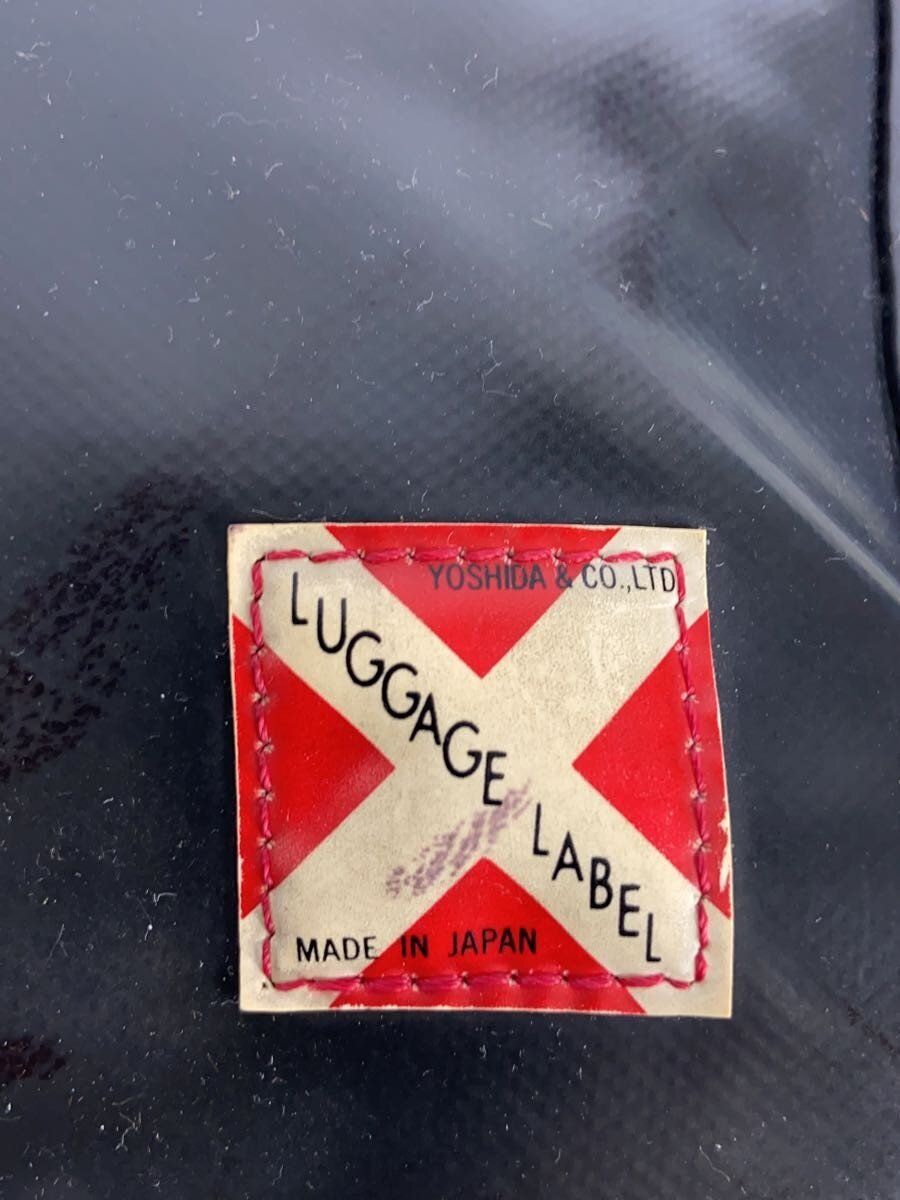 YOSHIDA & CO.,LTD
LUGGAGE LABEL
MADE IN JAPAN